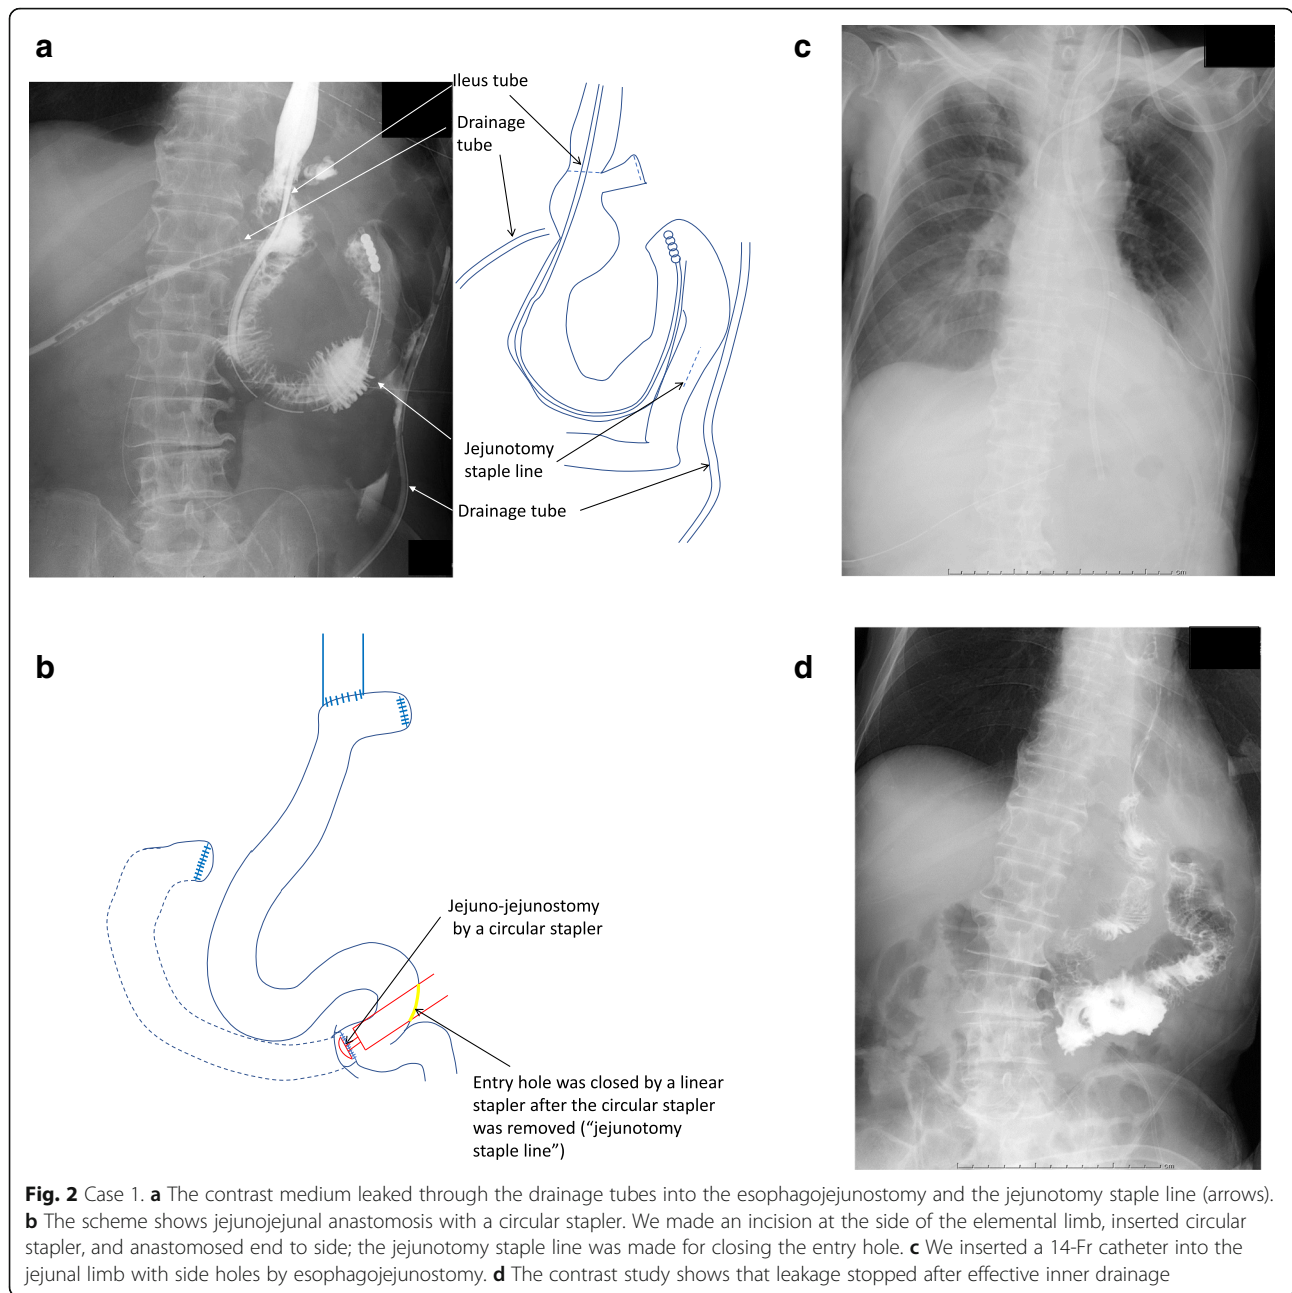 a
Ileus tube
Drainage
tube
Jejunotomy
staple line
Drainage tube
c
cm
b
Jejuno-jejunostomy
by a circular stapler
Entry hole was closed by a linear
stapler after the circular stapler
was removed (“jejunotomy
staple line”)
d
cm
Fig. 2 Case 1. a The contrast medium leaked through the drainage tubes into the esophagojejunostomy and the jejunotomy staple line (arrows).
b The scheme shows jejunojejunal anastomosis with a circular stapler. We made an incision at the side of the elemental limb, inserted circular
stapler, and anastomosed end to side; the jejunotomy staple line was made for closing the entry hole. c We inserted a 14-Fr catheter into the
jejunal limb with side holes by esophagojejunostomy. d The contrast study shows that leakage stopped after effective inner drainage